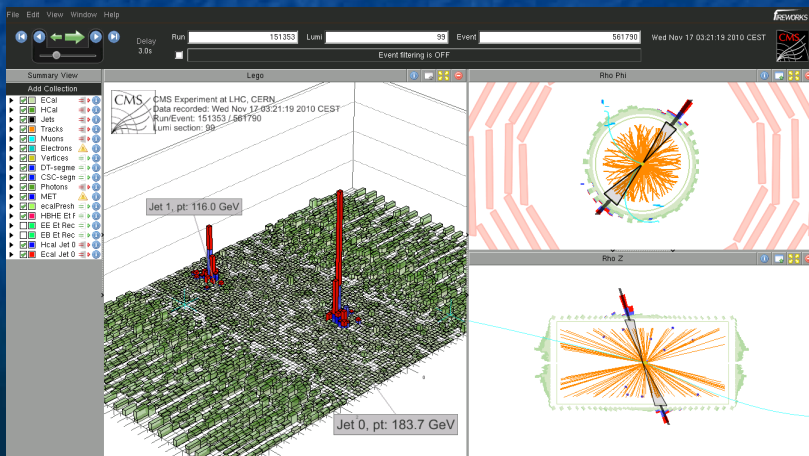 File Edit View Window Help
FIREWORKS
Delay
3.0s
Run 151353 Lumi 99 Event 561790 Wed Nov 17 03:21:19 2010 CEST
Event filtering is OFF
CMS
Summary View
Add Collection
ECal
HCal
Jets
Tracks
Muons
Electrons
Vertices
DT-segme
CSC-segn
Photons
MET
ecalPresh
HBHE Et F
EE Et Rec
EB Et Rec
Hcal Jet 0
Ecal Jet 0
Lego
CMS
CMS Experiment at LHC, CERN
Data recorded: Wed Nov 17 03:21:19 2010 CEST
Run/Event: 151353 / 561790
Lumi section: 99
Jet 1, pt: 116.0 GeV
Jet 0, pt: 183.7 GeV
Rho Phi
Rho Z